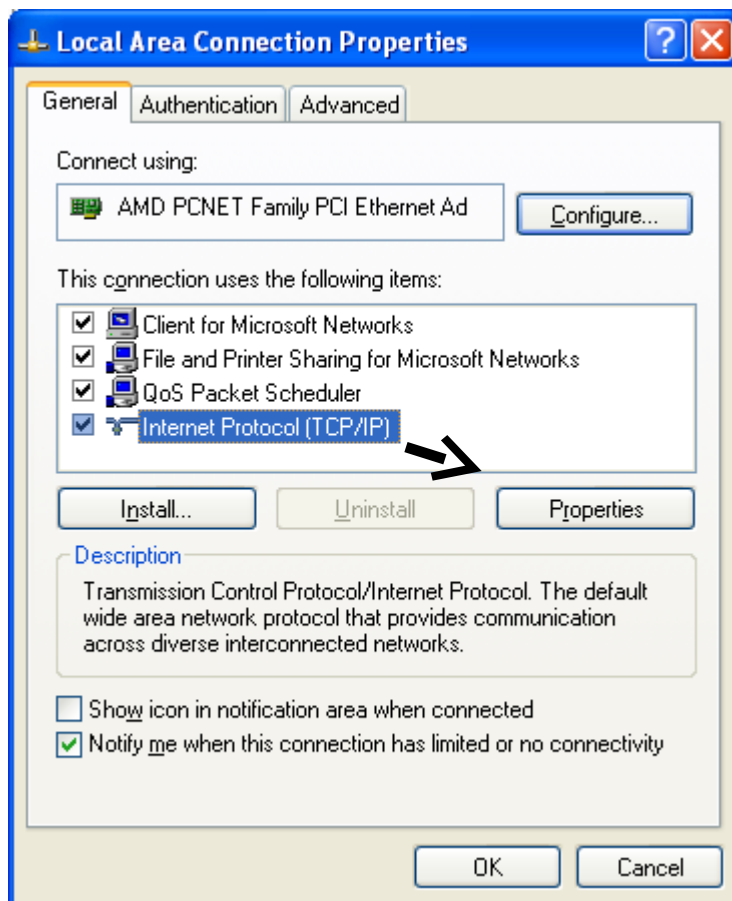 Local Area Connection Properties
General Authentication Advanced
Connect using:
AMD PCNET Family PCI Ethernet Ad
Configure...
This connection uses the following items:
Client for Microsoft Networks
File and Printer Sharing for Microsoft Networks
QoS Packet Scheduler
Internet Protocol (TCP/IP)
Install... Uninstall Properties
Description
Transmission Control Protocol/Internet Protocol. The default
wide area network protocol that provides communication
across diverse interconnected networks.
Show icon in notification area when connected
Notify me when this connection has limited or no connectivity
OK Cancel